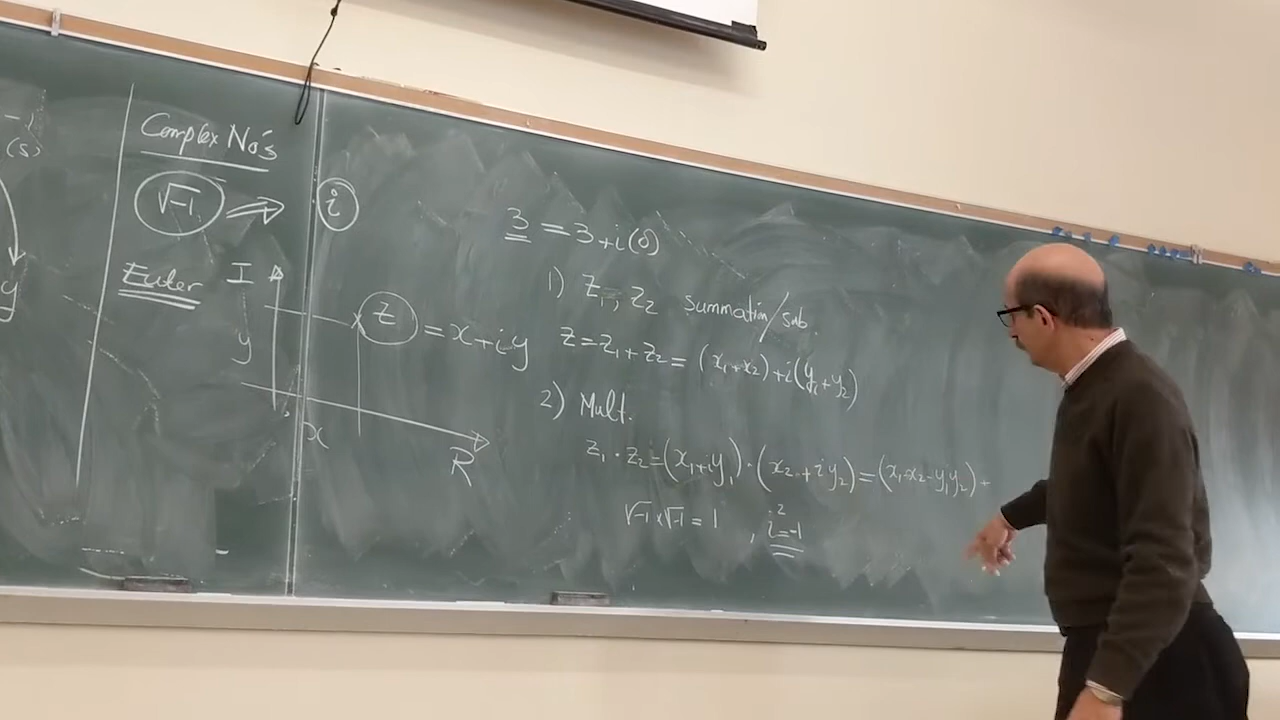 -1
(s)
y
Complex No's
√-1 ⇒ i
Euler
I
y
x
R
z = x+iy
3 = 3+i(0)
1) z1, z2 summation/sub.
z=z1+z2= (x1+x2)+i(y1+y2)
2) Mult.
z1·z2=(x1+iy1)·(x2+iy2)=(x1x2-y1y2)+
√-1×√-1=1 , i²=-1